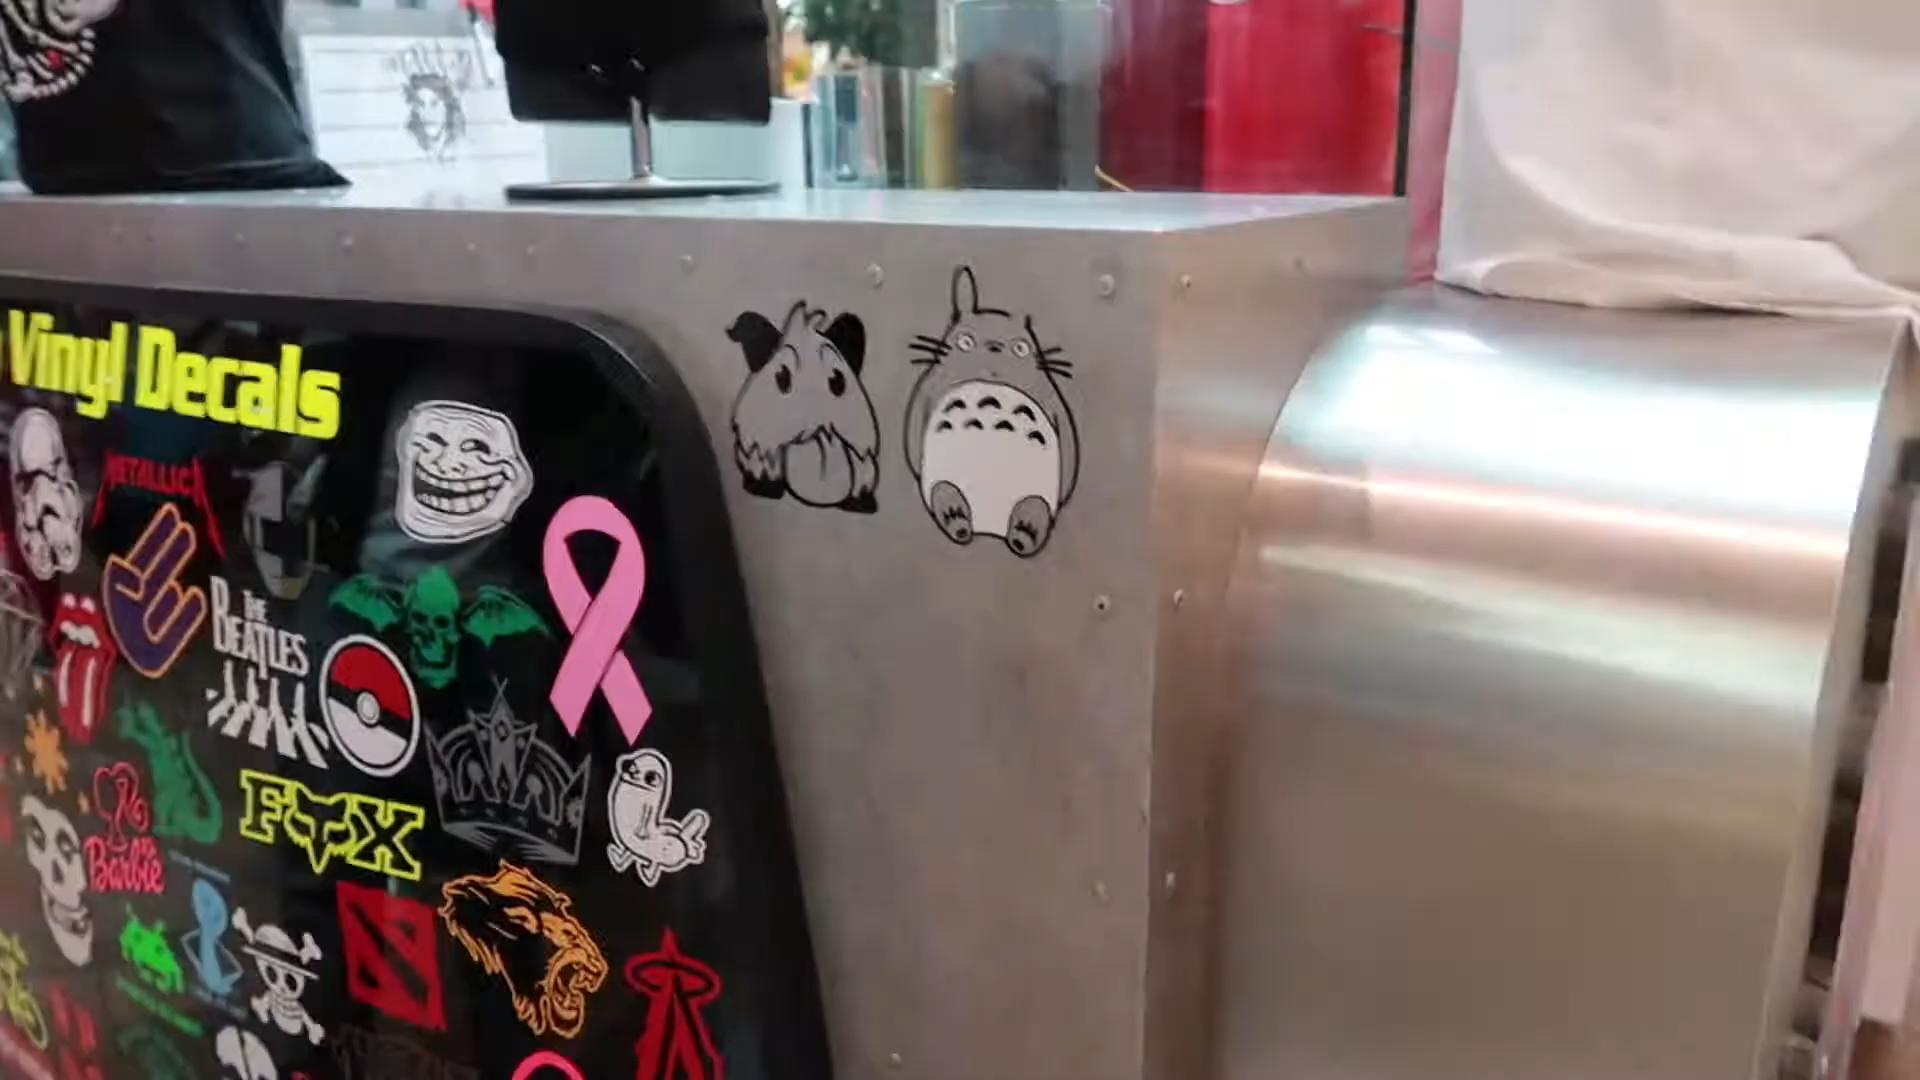 Vinyl Decals
METALLICA
THE
BEATLES
FOX
Barbie